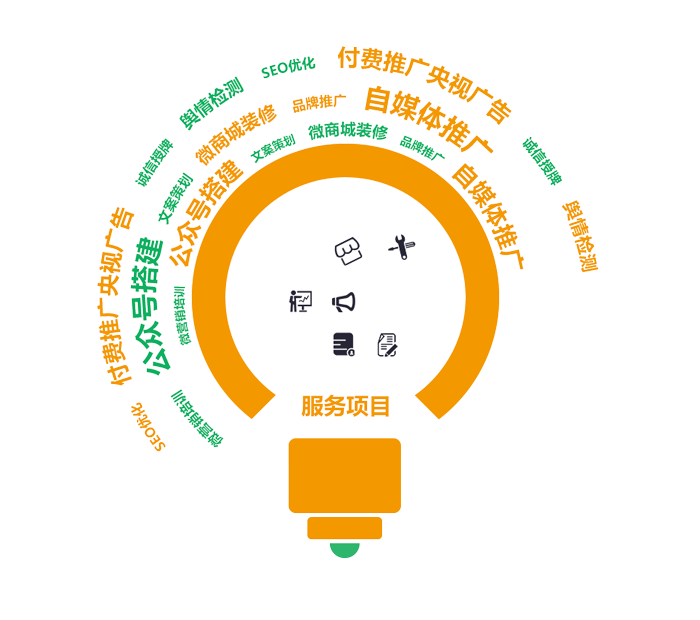 付费推广央视广告
SEO优化
舆情检测
自媒体推广
品牌推广
微商城装修
诚信授牌
微商城装修
文案策划
品牌推广
诚信授牌
文案策划
公众号搭建
自媒体推广
舆情检测
付费推广央视广告
公众号搭建
微营销培训
SEO优化
微营销培训
服务项目